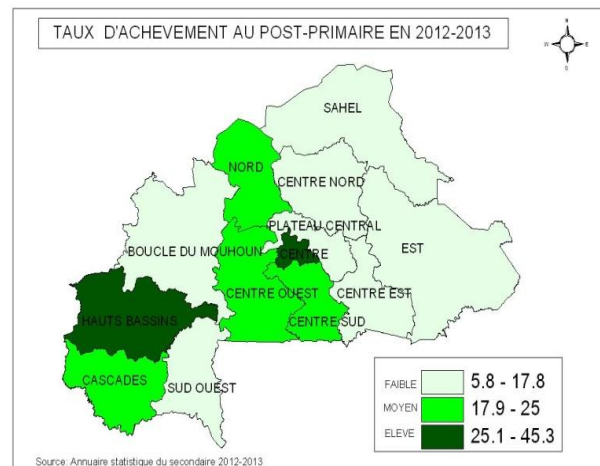 TAUX D'ACHEVEMENT AU POST-PRIMAIRE EN 2012-2013
N
W E
S
SAHEL
NORD
CENTRE NORD
PLATEAU CENTRAL
EST
BOUCLE DU MOUHOUN
CENTRE
CENTRE OUEST
CENTRE EST
HAUTS BASSINS
CENTRE SUD
CASCADES
SUD OUEST
FAIBLE 5.8 - 17.8
MOYEN 17.9 - 25
ELEVE 25.1 - 45.3
Source: Annuaire statistique du secondaire 2012-2013